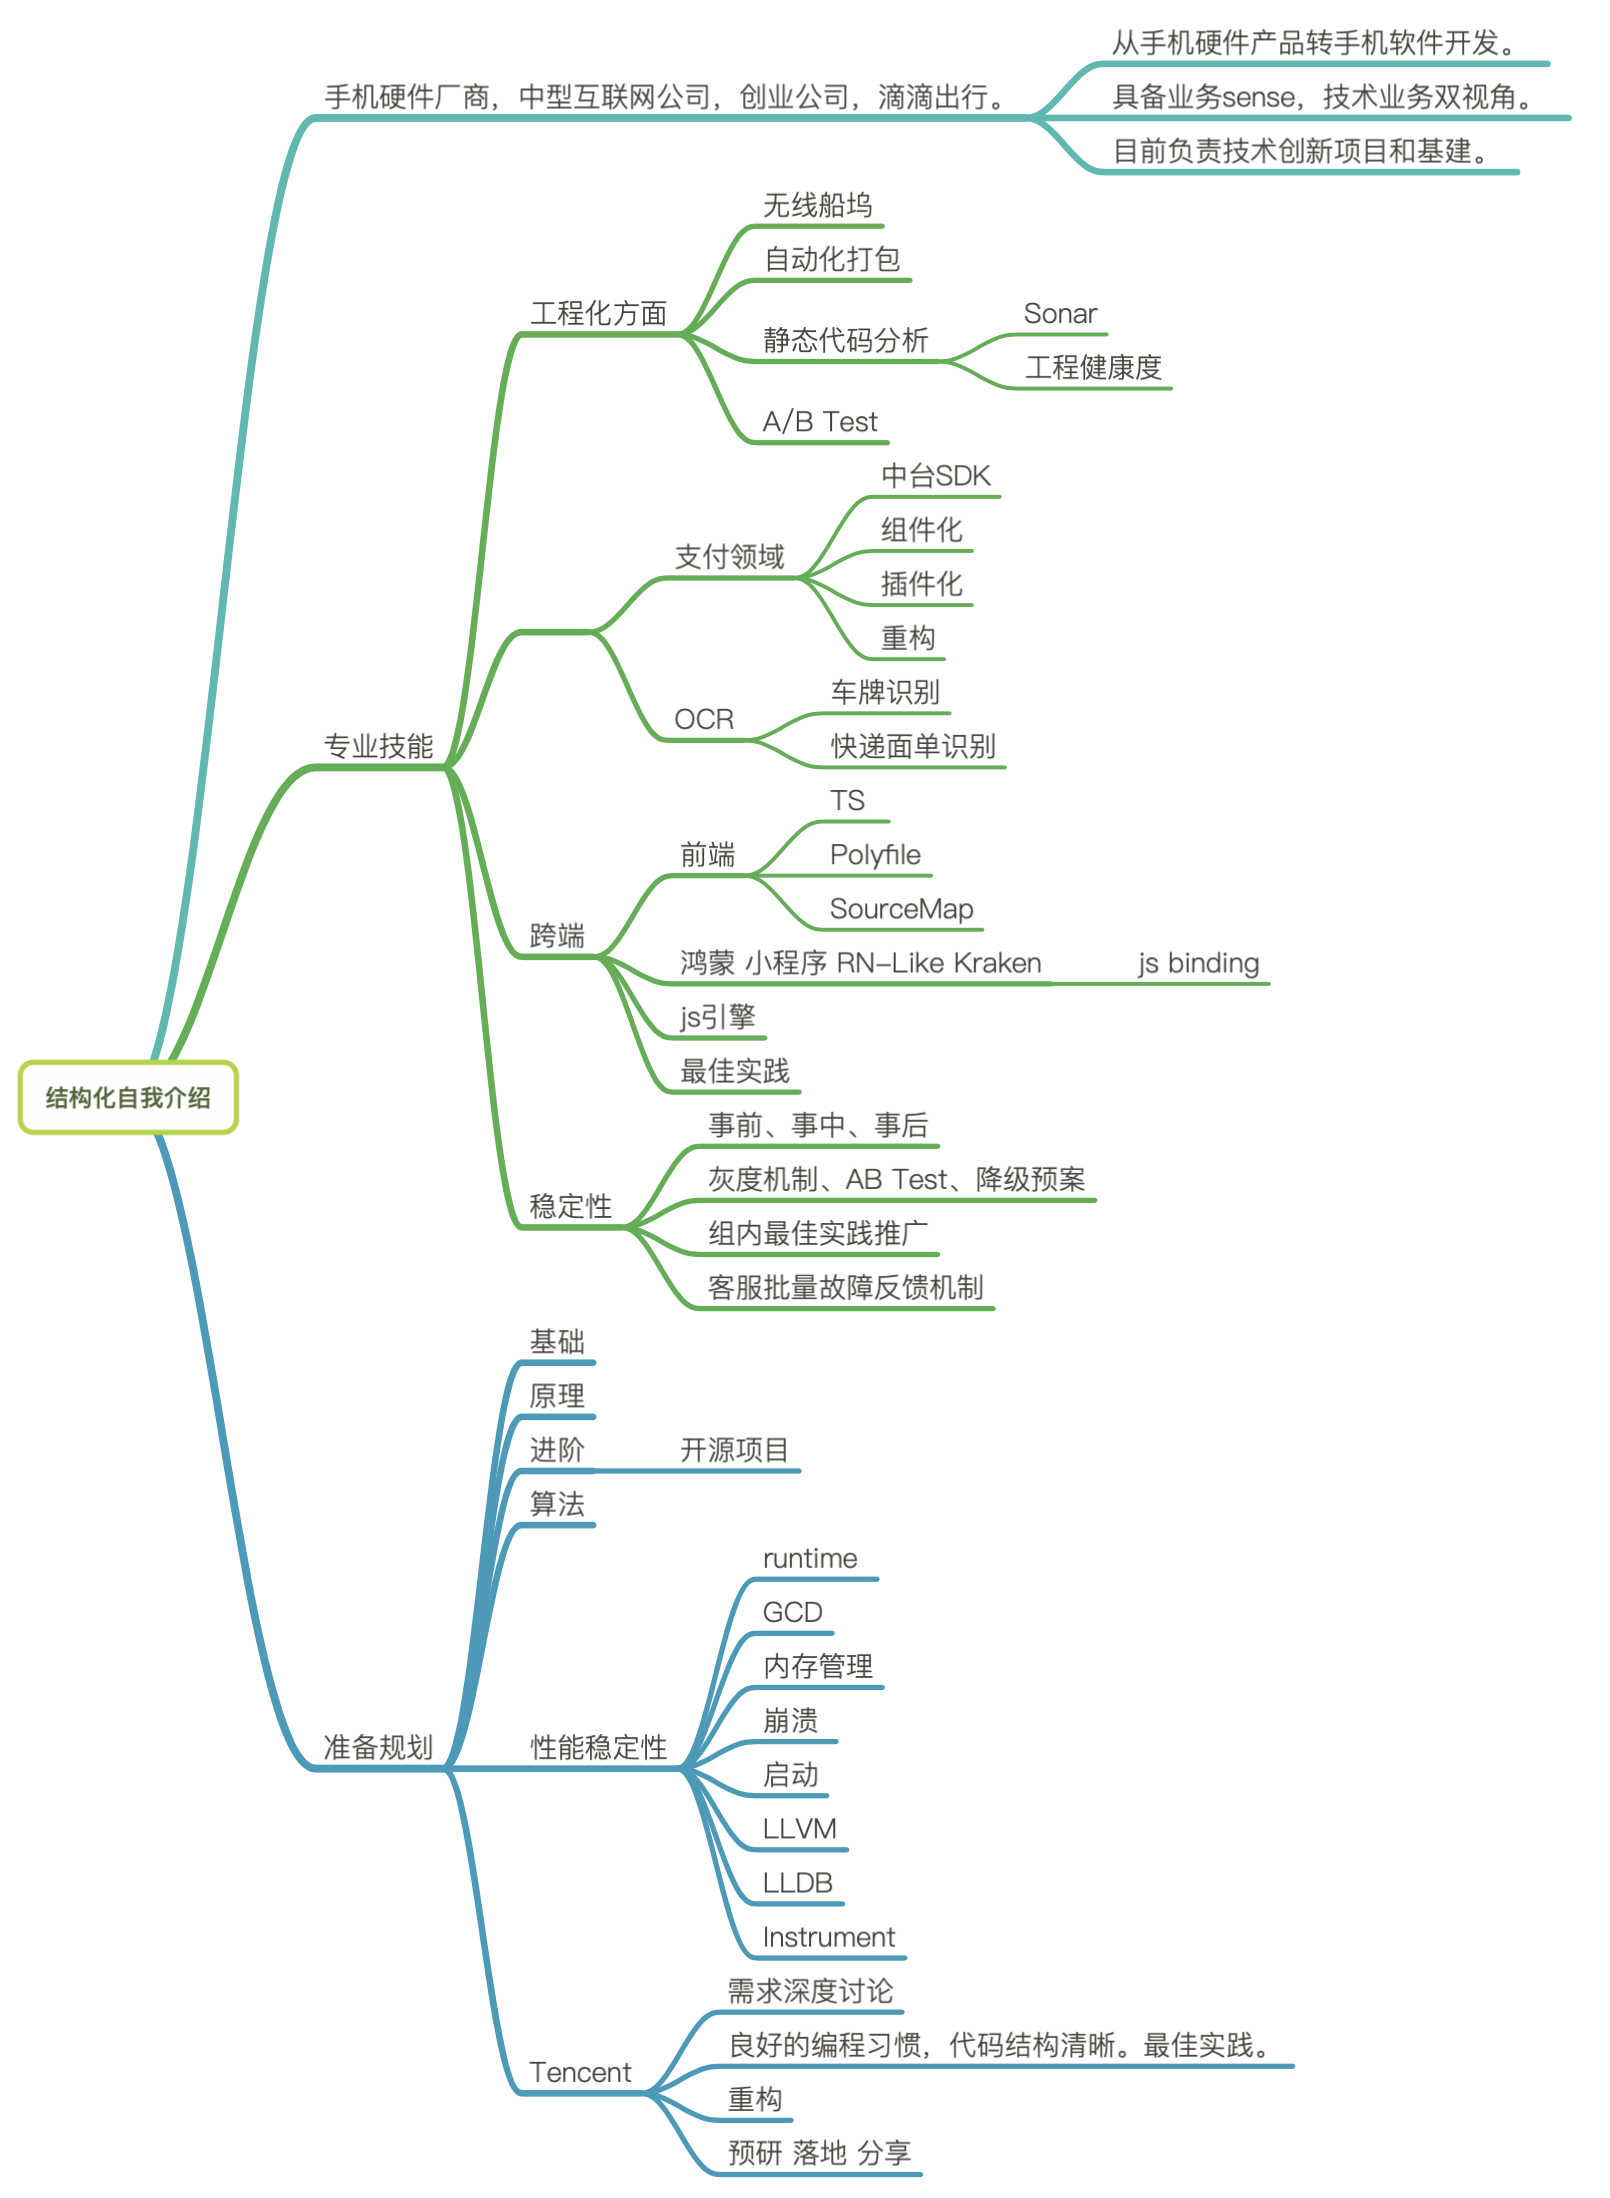 从手机硬件产品转手机软件开发。
手机硬件厂商，中型互联网公司，创业公司，滴滴出行。
具备业务sense，技术业务双视角。
目前负责技术创新项目和基建。
无线船坞
自动化打包
工程化方面
Sonar
静态代码分析
工程健康度
A/B Test
中台SDK
组件化
支付领域
插件化
重构
车牌识别
OCR
快递面单识别
专业技能
TS
前端
Polyfile
SourceMap
跨端
鸿蒙 小程序 RN-Like Kraken
js binding
js引擎
最佳实践
结构化自我介绍
事前、事中、事后
灰度机制、AB Test、降级预案
稳定性
组内最佳实践推广
客服批量故障反馈机制
基础
原理
进阶
开源项目
算法
runtime
GCD
内存管理
崩溃
准备规划
性能稳定性
启动
LLVM
LLDB
Instrument
需求深度讨论
良好的编程习惯，代码结构清晰。最佳实践。
Tencent
重构
预研 落地 分享